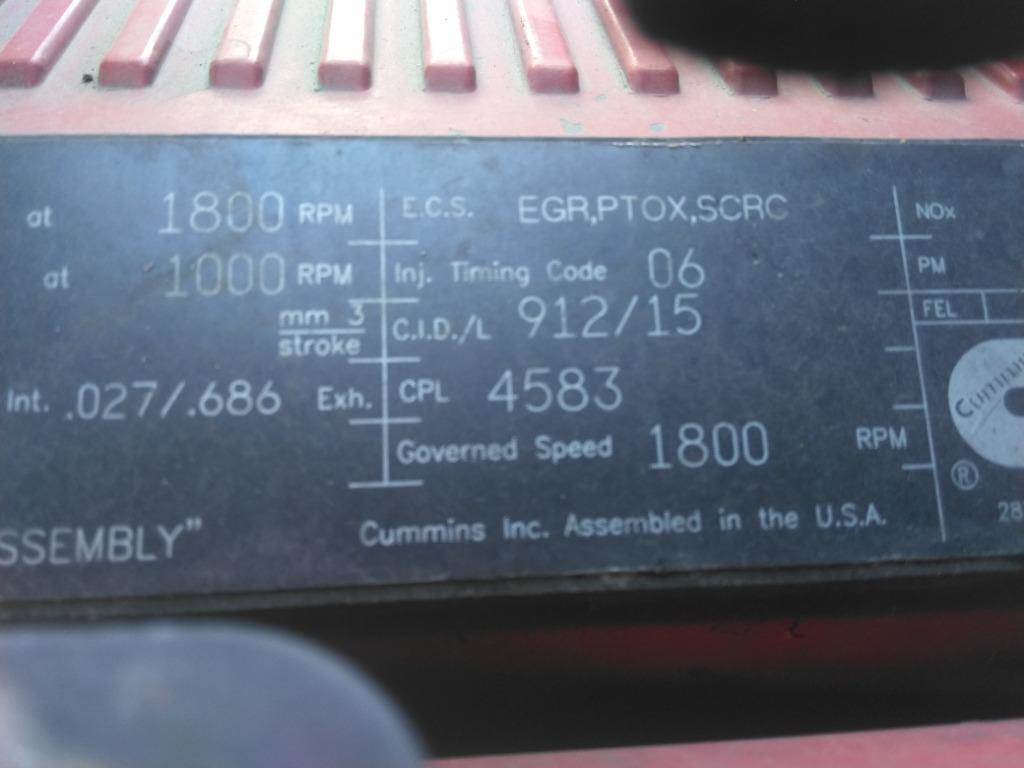 at 1800 RPM E.C.S. EGR,PTOX,SCRC NOx
at 1000 RPM Inj. Timing Code 06 PM
mm 3 C.I.D./L 912/15 FEL
stroke
Int. .027/.686 Exh. CPL 4583 Cummin
Governed Speed 1800 RPM
® 28
SSEMBLY" Cummins Inc. Assembled in the U.S.A.